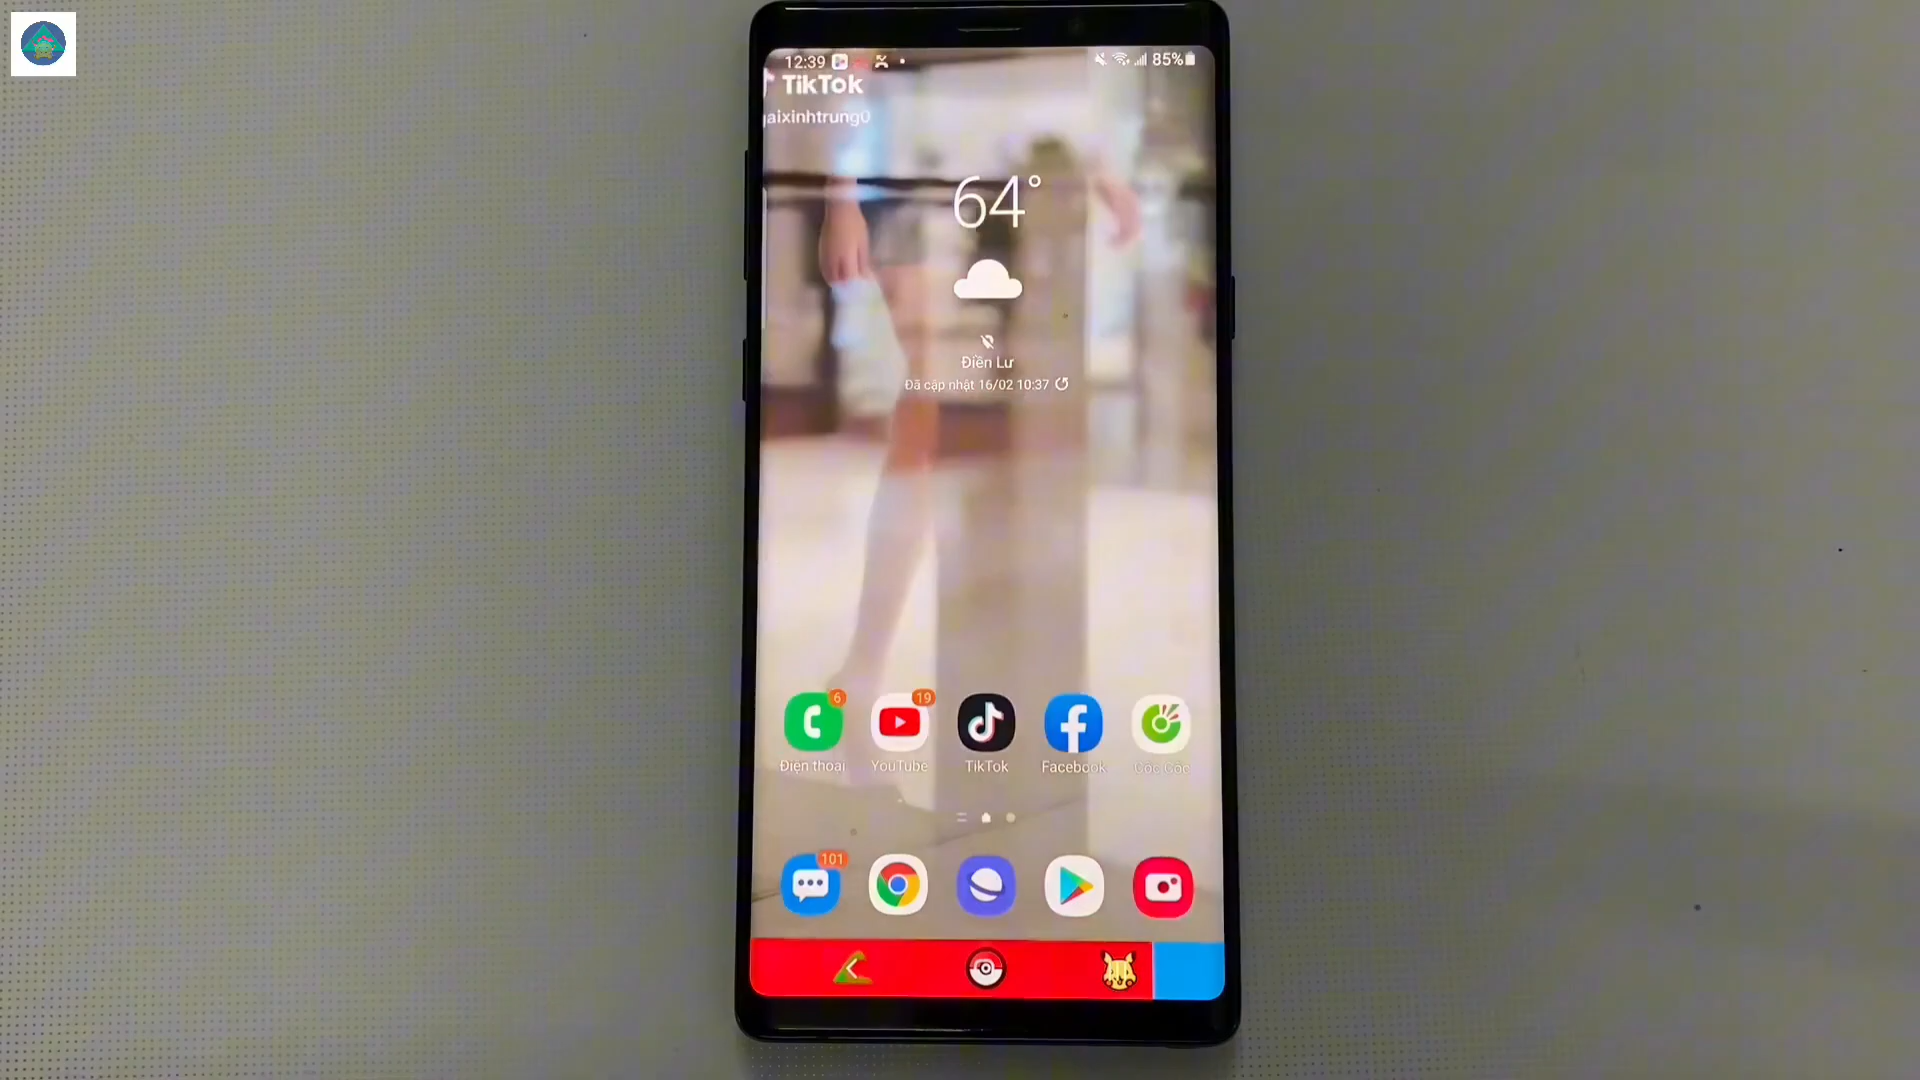 12:39
85%
TikTok
aixinhtrung0
64°
Điền Lư
Đã cập nhật 16/02 10:37
6
19
Điện thoại
YouTube
TikTok
Facebook
Cốc Cốc
101